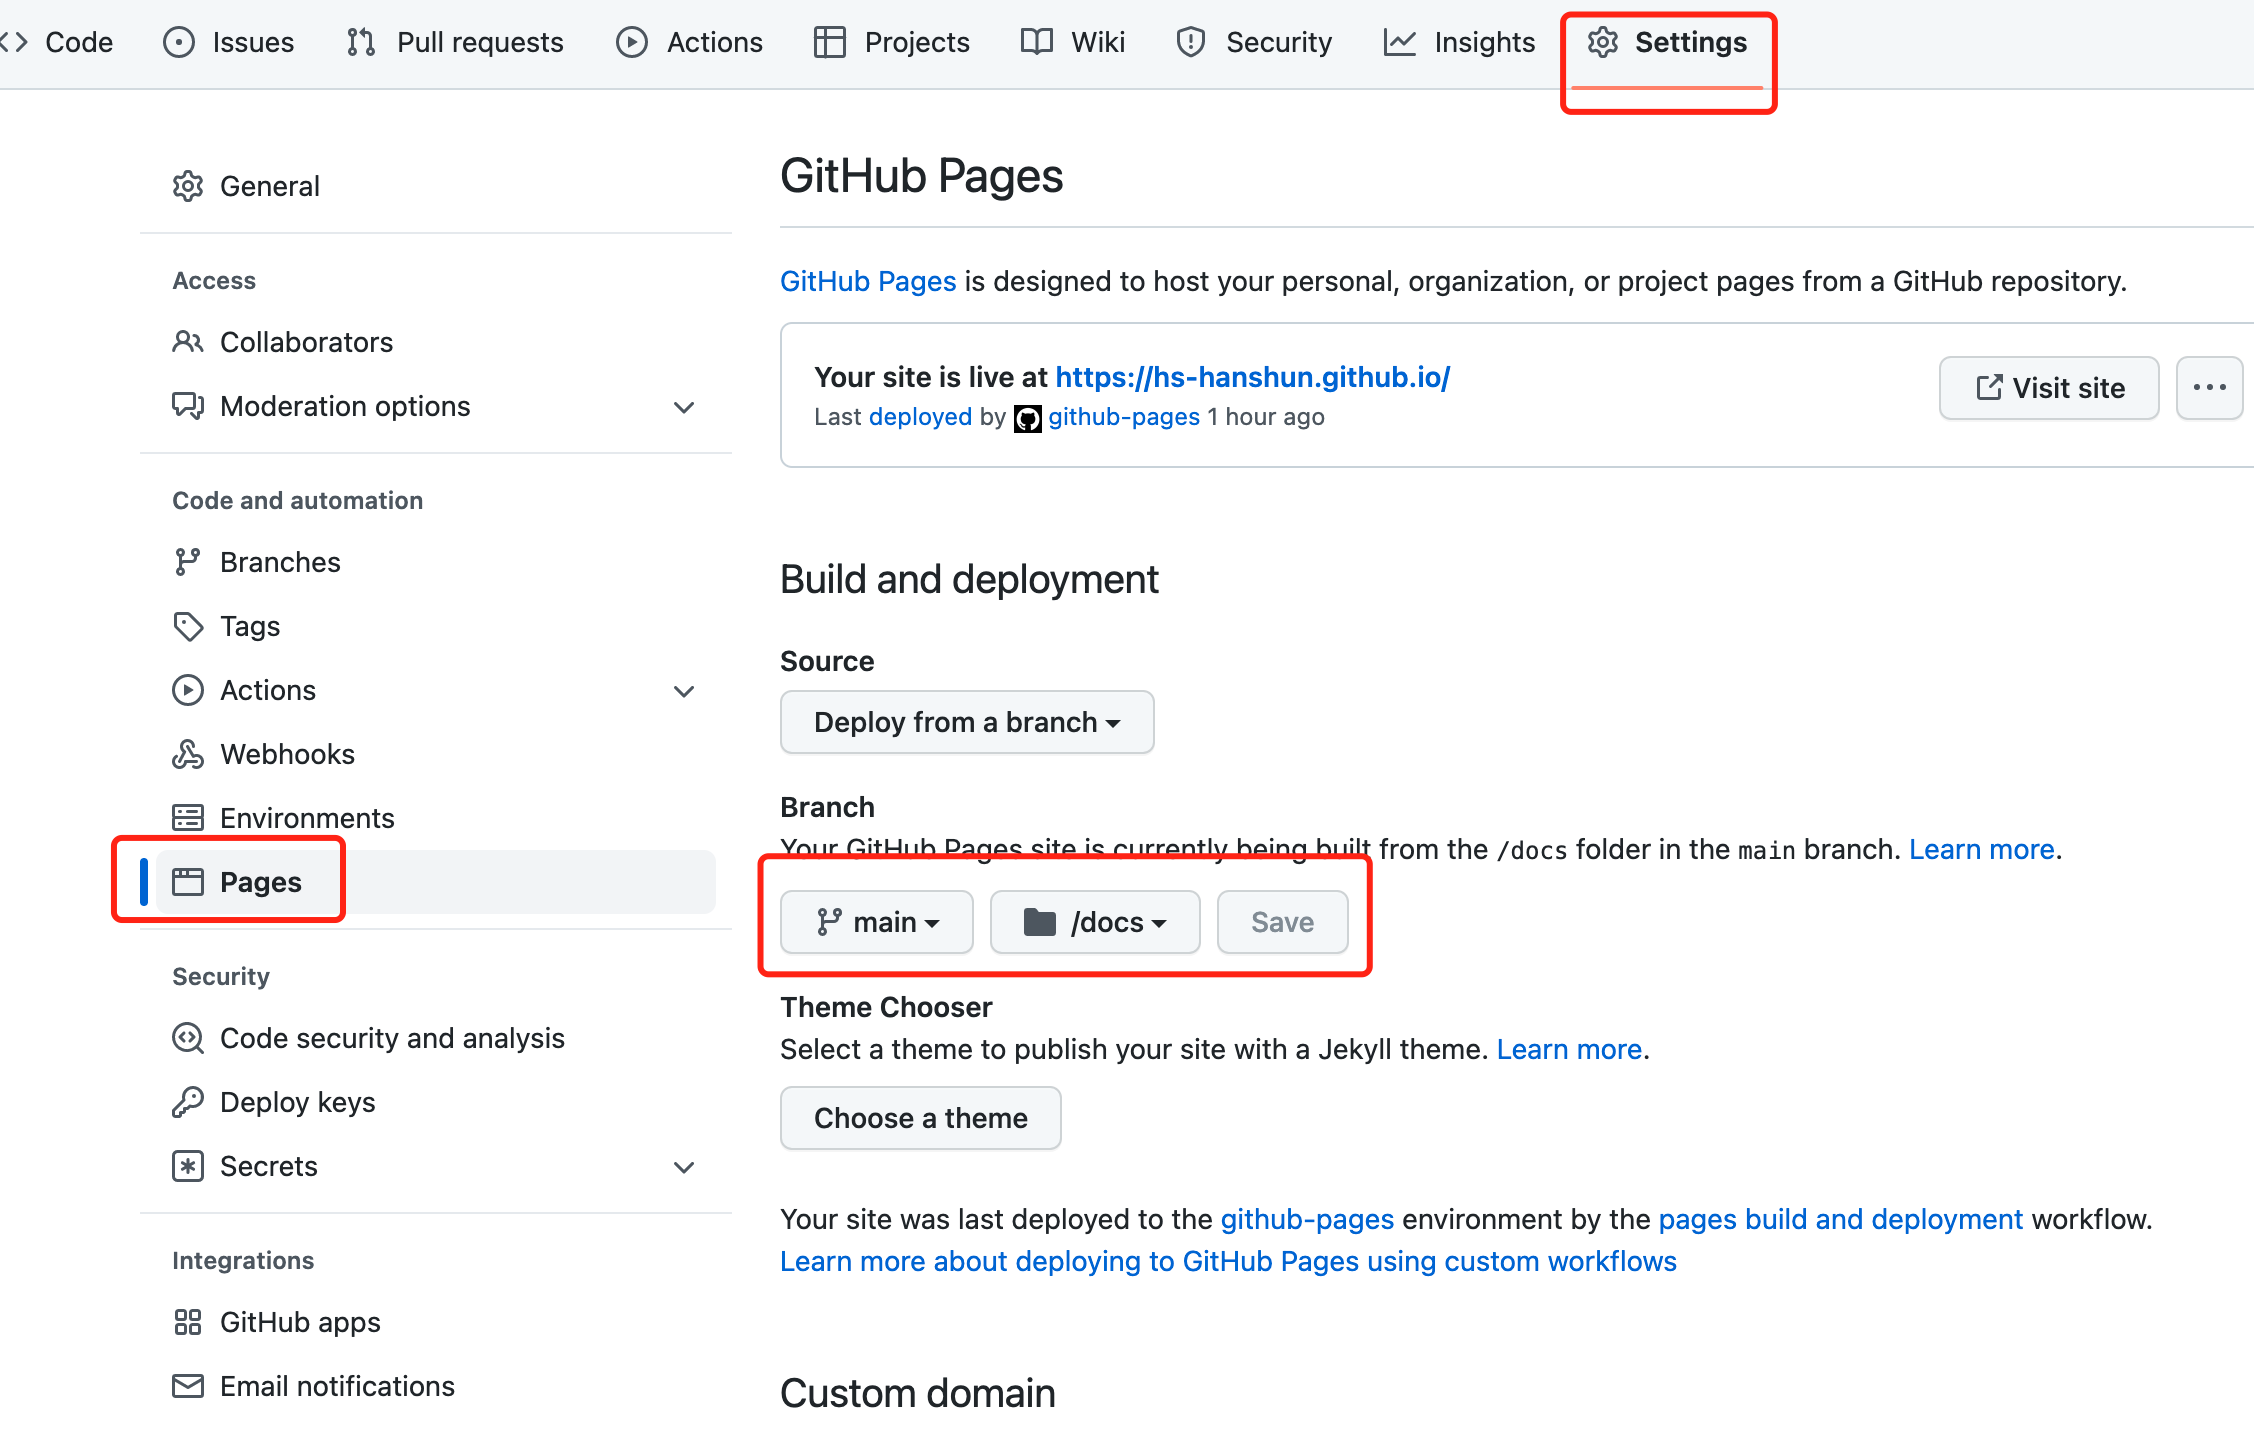 Code Issues Pull requests Actions Projects Wiki Security Insights Settings
General
Access
Collaborators
Moderation options
Code and automation
Branches
Tags
Actions
Webhooks
Environments
Pages
Security
Code security and analysis
Deploy keys
Secrets
Integrations
GitHub apps
Email notifications
GitHub Pages
GitHub Pages is designed to host your personal, organization, or project pages from a GitHub repository.
Your site is live at https://hs-hanshun.github.io/
Last deployed by github-pages 1 hour ago
Visit site
Build and deployment
Source
Deploy from a branch
Branch
Your GitHub Pages site is currently being built from the /docs folder in the main branch. Learn more.
main /docs Save
Theme Chooser
Select a theme to publish your site with a Jekyll theme. Learn more.
Choose a theme
Your site was last deployed to the github-pages environment by the pages build and deployment workflow.
Learn more about deploying to GitHub Pages using custom workflows
Custom domain